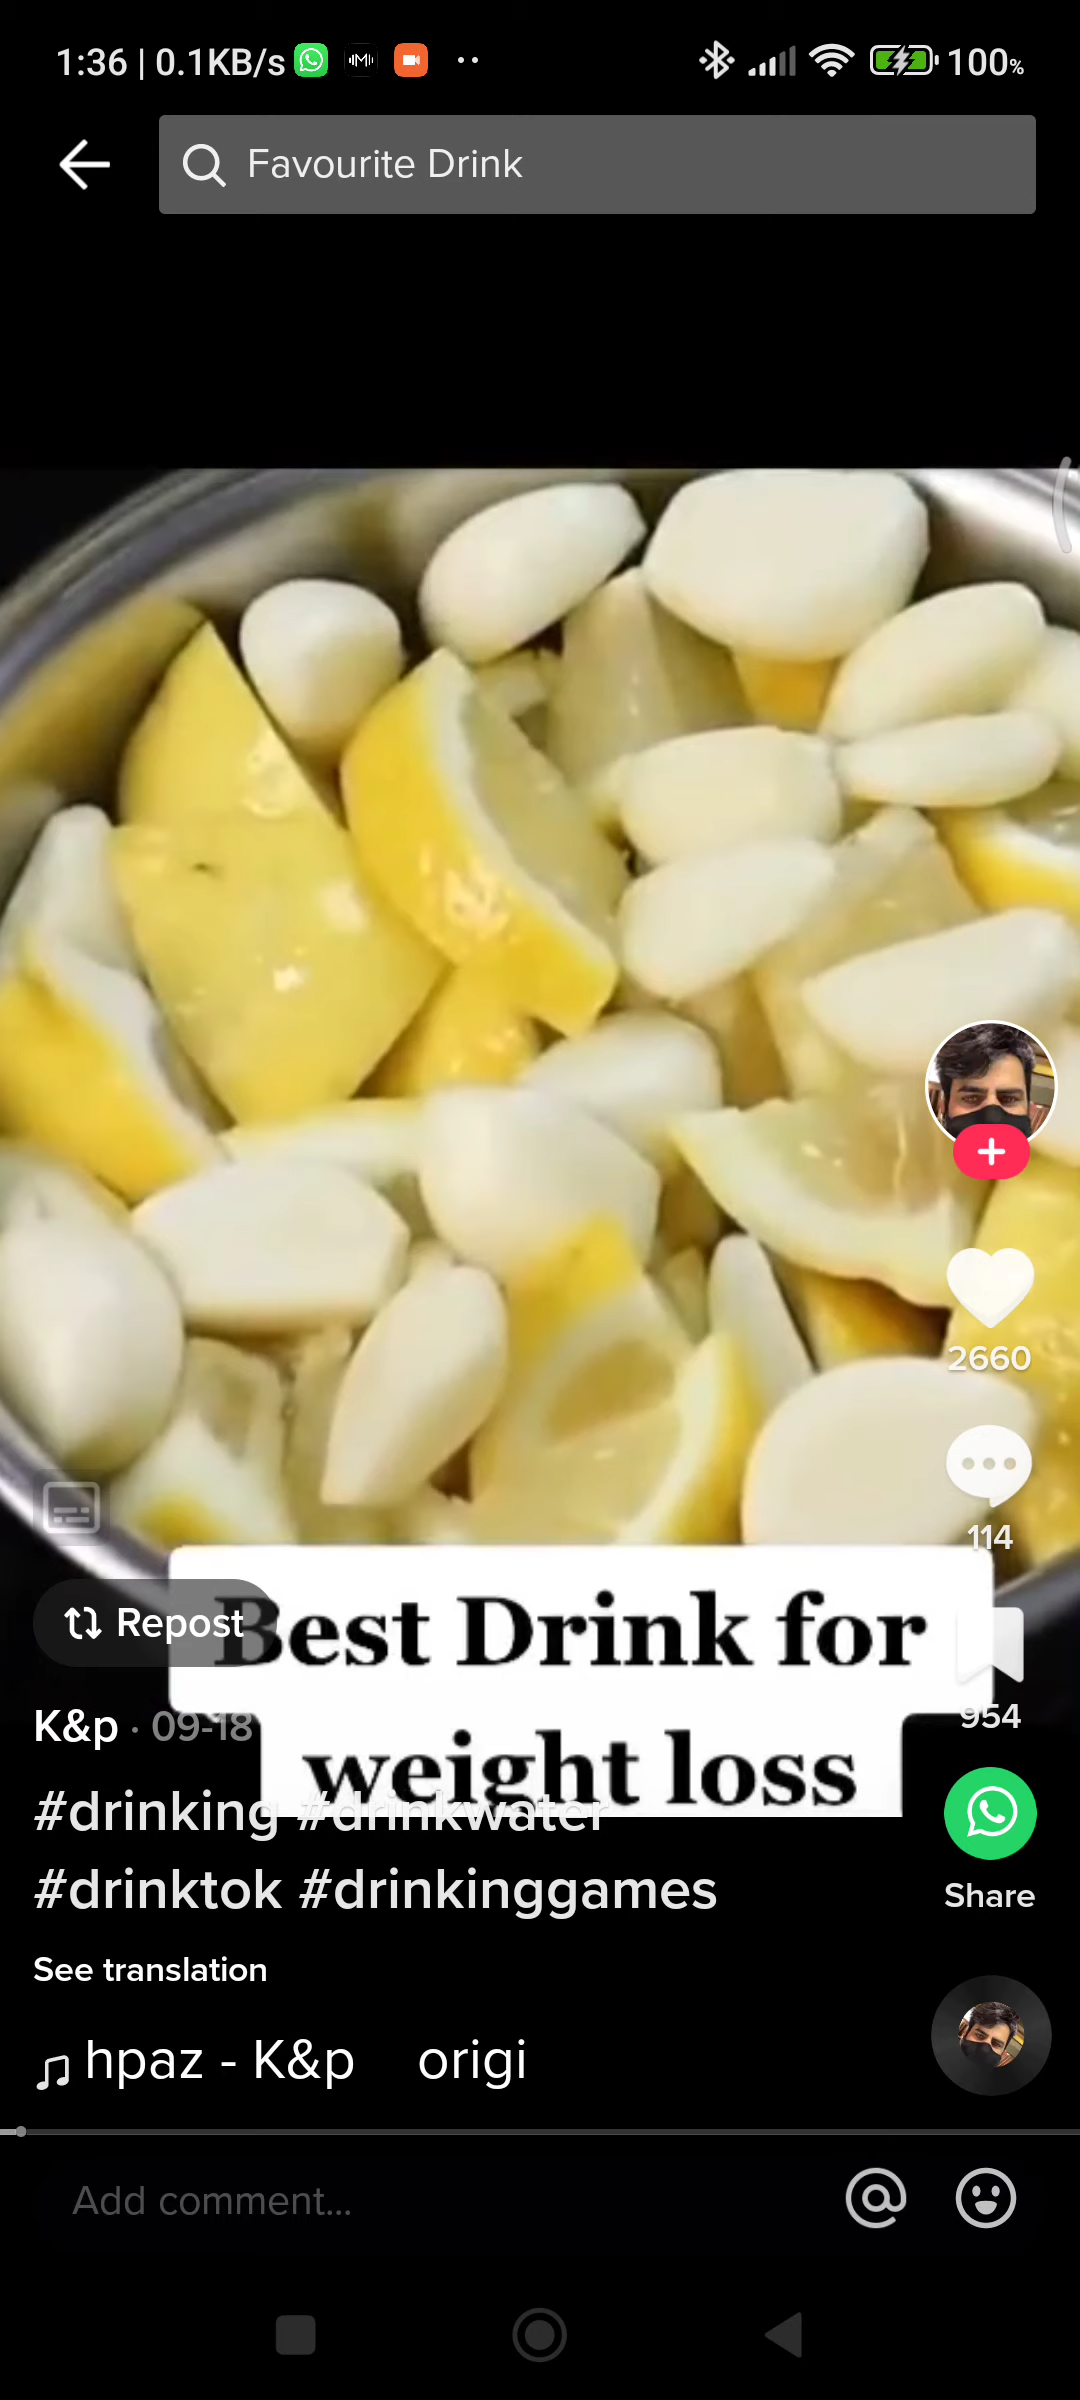 1:36 | 0.1KB/s
100%
Favourite Drink
2660
114
Best Drink for
Repost
weight loss
954
K&p · 09-18
#drinking #drinkwater
#drinktok #drinkinggames
Share
See translation
hpaz - K&p origi
Add comment...